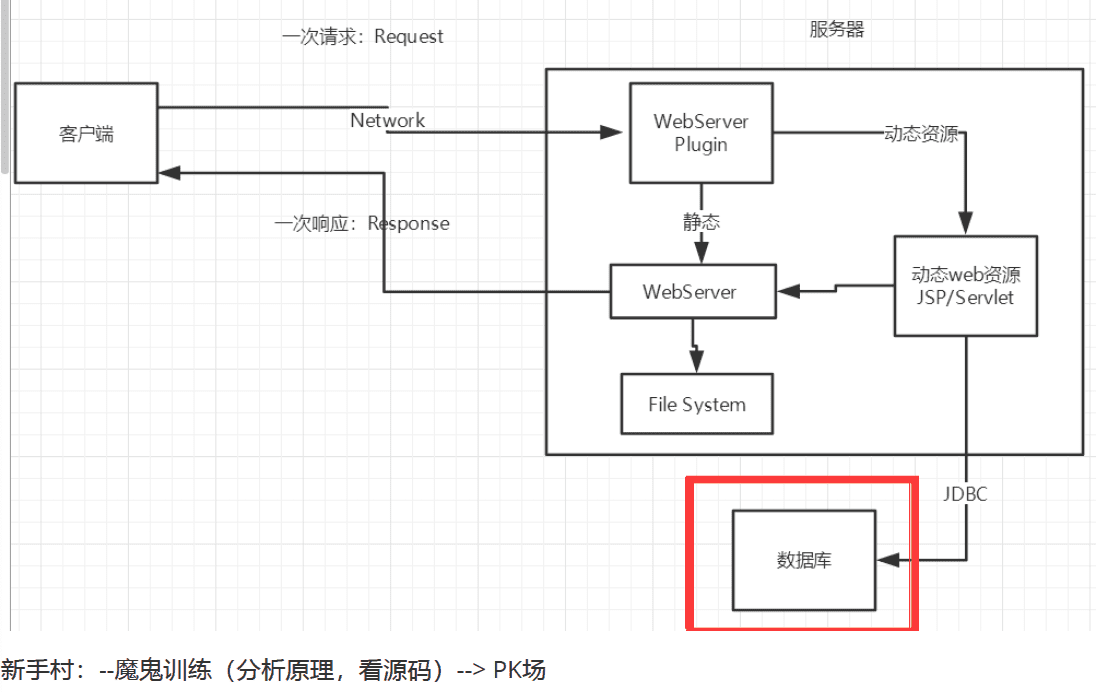 一次请求：Request
服务器
客户端
Network
WebServer
Plugin
动态资源
一次响应：Response
静态
动态web资源
JSP/Servlet
WebServer
File System
JDBC
数据库
新手村：--魔鬼训练（分析原理，看源码）--> PK场